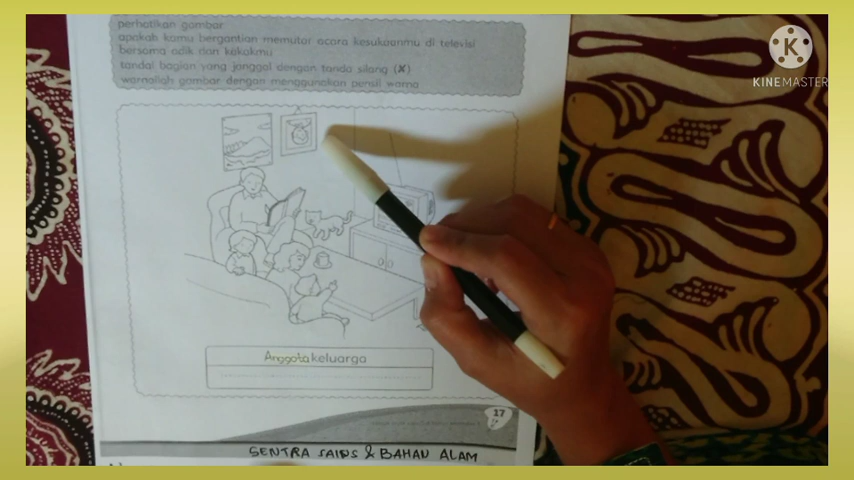 perhatikan gambar
apakah kamu bergantian memutar acara kesukaanmu di televisi
bersama adik dan kakakmu
tandai bagian yang janggal dengan tanda silang (✗)
warnailah gambar dengan menggunakan pensil warna
K
KINEMASTER
Anggota keluarga
17
SENTRA SAINS & BAHAN ALAM